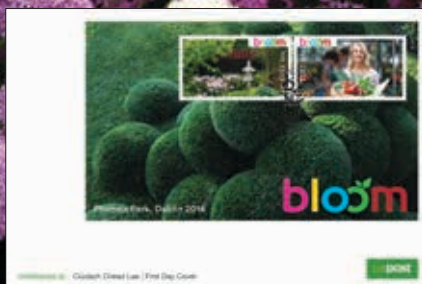 bloom
bloom
Phoenix Park, Dublin 2014
bloom
Clúdach Chéad Lae | First Day Cover
post